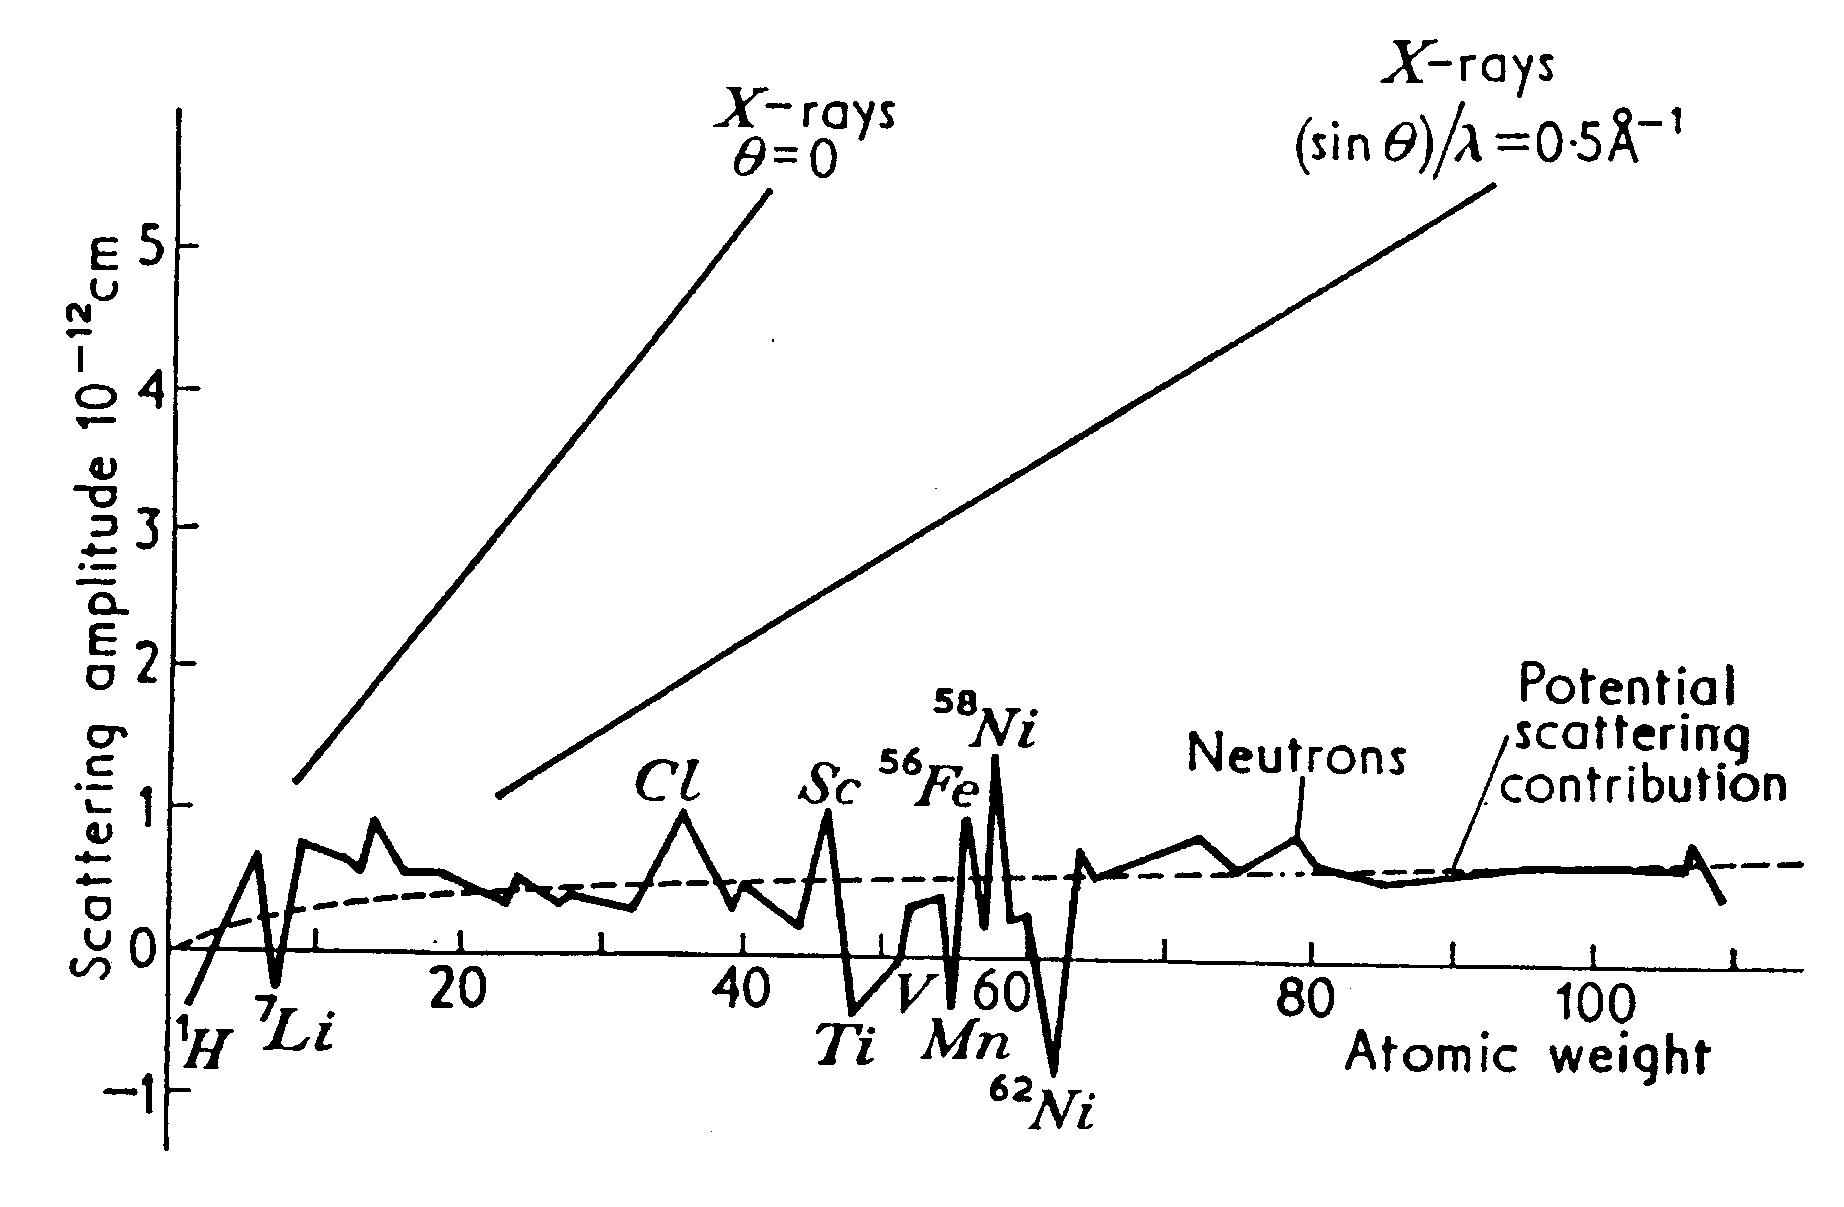 X-rays
θ=0
X-rays
(sin θ)/λ=0·5Å⁻¹
Scattering amplitude 10⁻¹²cm
5
4
3
2
1
0
-1
Cl
Sc
⁵⁶Fe
⁵⁸Ni
Neutrons
Potential
scattering
contribution
20
40
60
80
100
¹H
⁷Li
Ti
V
Mn
⁶²Ni
Atomic weight